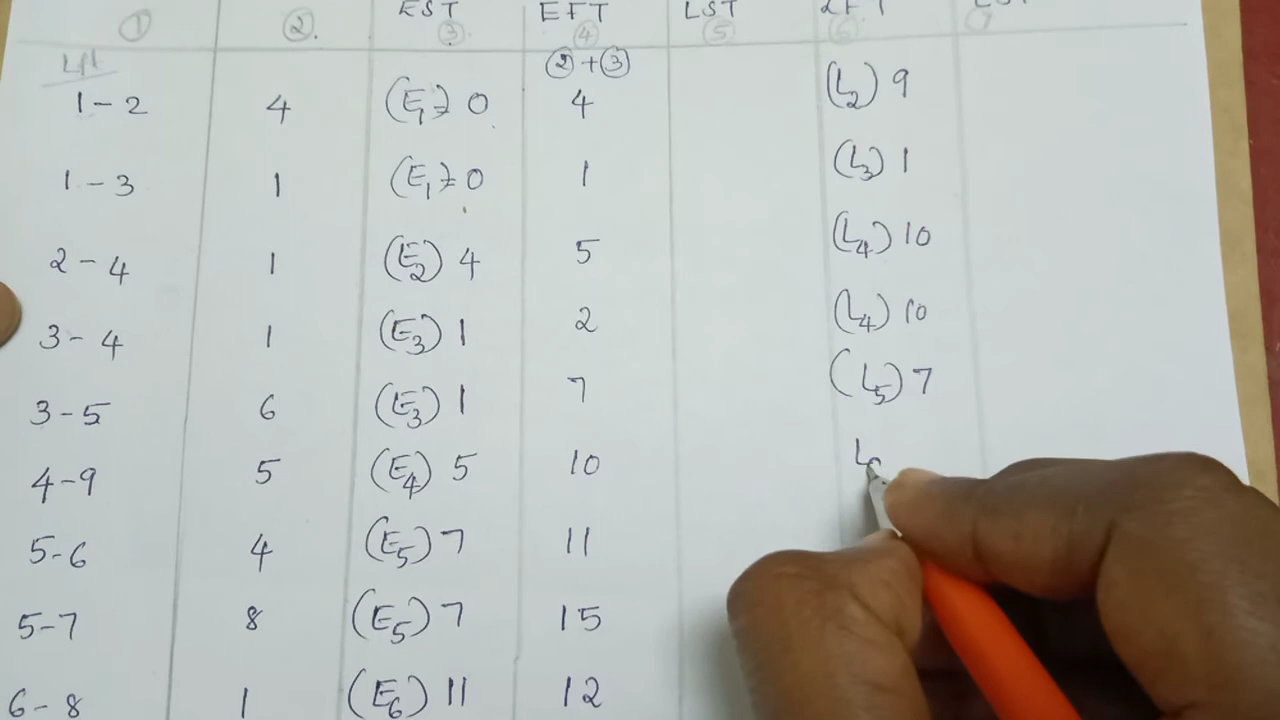 EST EFT LST LFT
① ②. ③ ④ ⑤ ⑥ ⑦
②+③
1-2 4 (E1)=0 4 (L2) 9
1-3 1 (E1)=0 1 (L3) 1
2-4 1 (E2) 4 5 (L4) 10
3-4 1 (E3) 1 2 (L4) 10
3-5 6 (E3) 1 7 (L5) 7
4-9 5 (E4) 5 10
5-6 4 (E5) 7 11
5-7 8 (E5) 7 15
6-8 1 (E6) 11 12